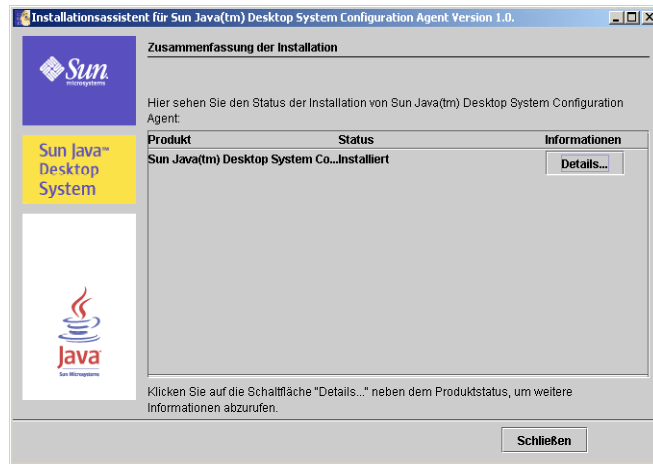 Installationsassistent für Sun Java(tm) Desktop System Configuration Agent Version 1.0.
Sun
microsystems
Sun Java™
Desktop
System
Java
Sun Microsystems
Zusammenfassung der Installation
Hier sehen Sie den Status der Installation von Sun Java(tm) Desktop System Configuration
Agent:
Produkt Status Informationen
Sun Java(tm) Desktop System Co...Installiert Details...
Klicken Sie auf die Schaltfläche "Details..." neben dem Produktstatus, um weitere
Informationen abzurufen.
Schließen